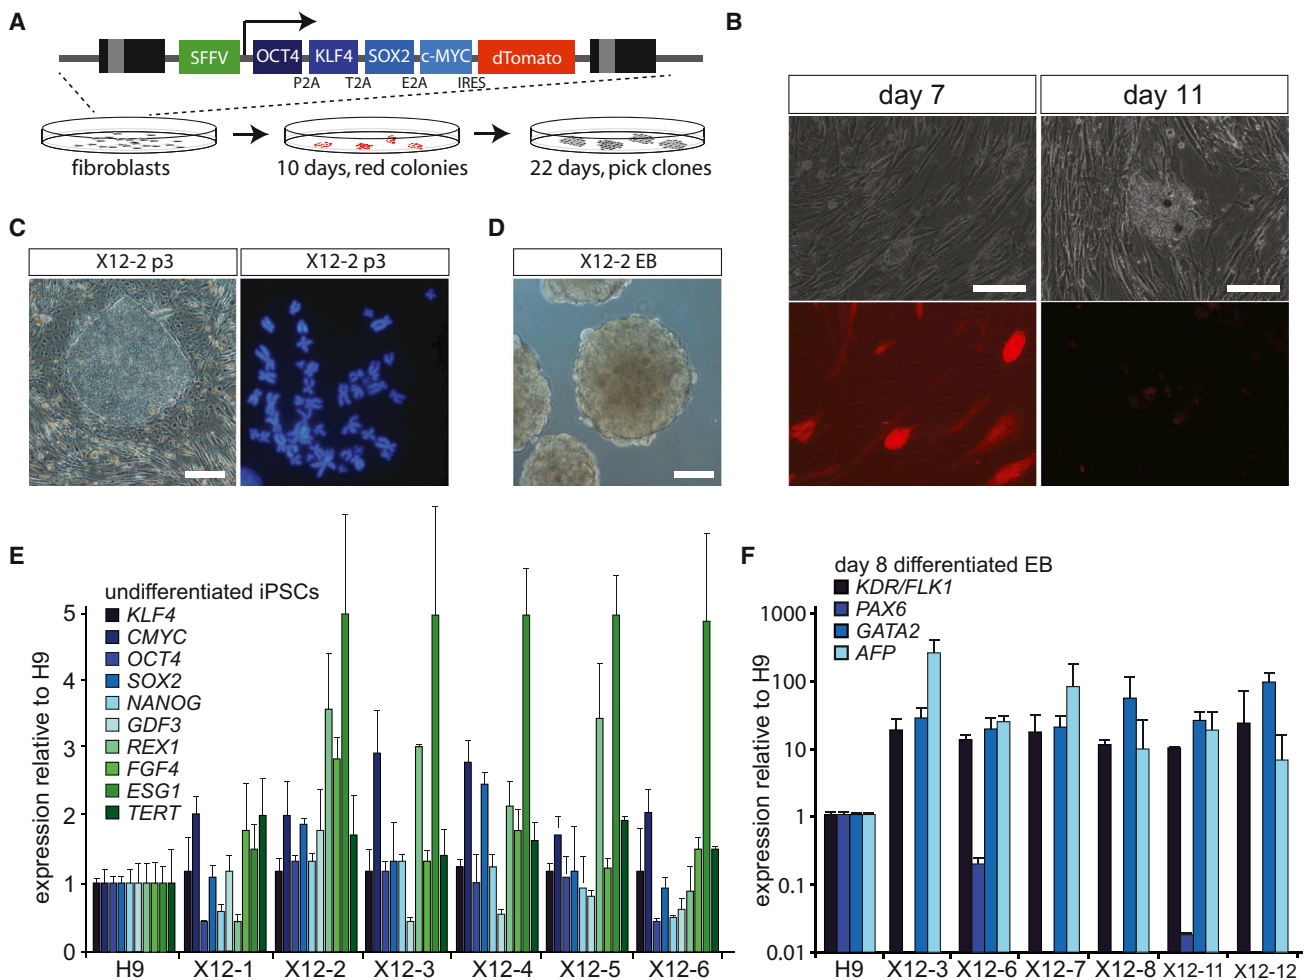 A
SFFV OCT4 KLF4 SOX2 c-MYC dTomato
P2A T2A E2A IRES
fibroblasts
10 days, red colonies
22 days, pick clones
B
day 7
day 11
C
X12-2 p3
X12-2 p3
D
X12-2 EB
E
undifferentiated iPSCs
KLF4
CMYC
OCT4
SOX2
NANOG
GDF3
REX1
FGF4
ESG1
TERT
expression relative to H9
5
4
3
2
1
0
H9 X12-1 X12-2 X12-3 X12-4 X12-5 X12-6
F
day 8 differentiated EB
KDR/FLK1
PAX6
GATA2
AFP
expression relative to H9
1000
100
10
1
0.1
0.01
H9 X12-3 X12-6 X12-7 X12-8 X12-11 X12-12